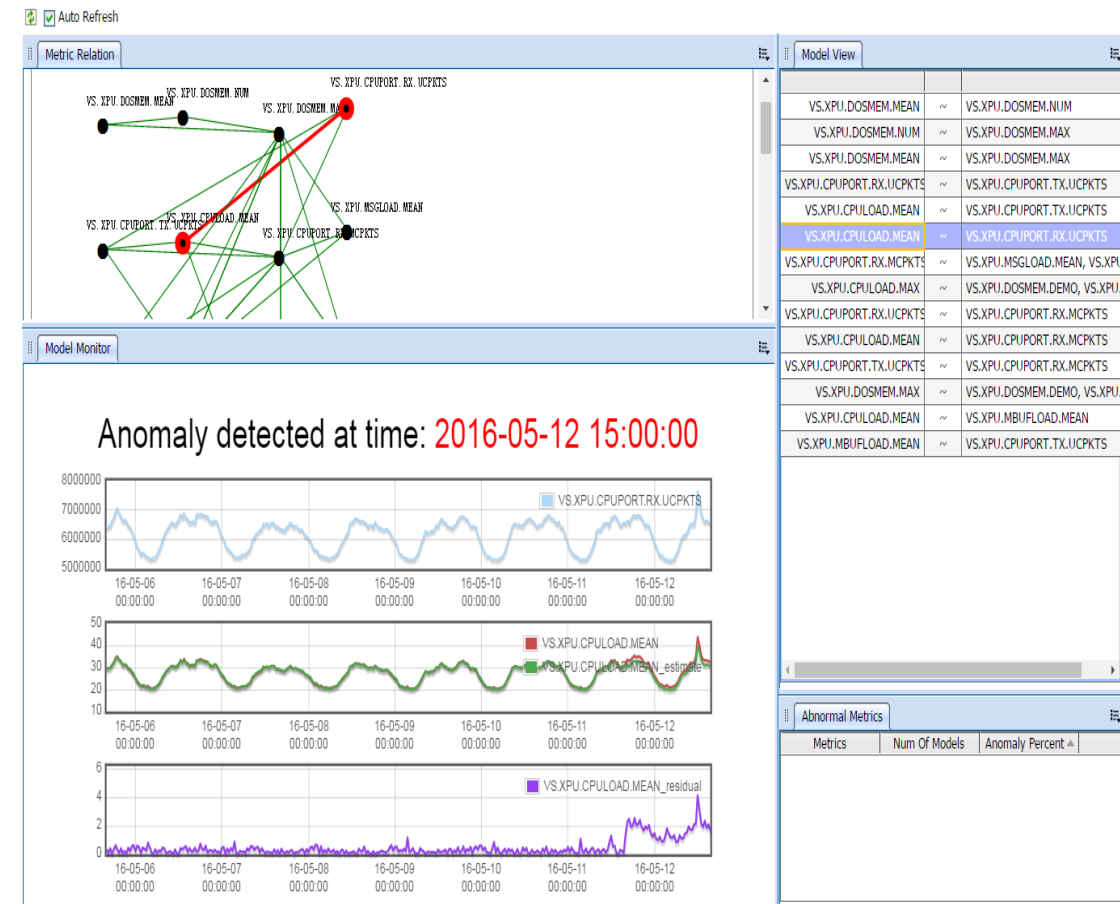 Auto Refresh
Metric Relation
VS. XPU. CPUPORT. RX. UCPKTS
VS. XPU. DOSMEM. NUM
VS. XPU. DOSMEM. MEAN
VS. XPU. DOSMEM. MA
VS. XPU. MSGLOAD. MEAN
VS. XPU. CPULOAD. MEAN
VS. XPU. CPUPORT. TX. UCPKTS
VS. XPU. CPUPORT. RX. MCPKTS
Model Monitor
Anomaly detected at time: 2016-05-12 15:00:00
8000000
7000000
6000000
5000000
VS.XPU.CPUPORT.RX.UCPKTS
16-05-06 16-05-07 16-05-08 16-05-09 16-05-10 16-05-11 16-05-12
00:00:00 00:00:00 00:00:00 00:00:00 00:00:00 00:00:00 00:00:00
50
40
30
20
10
VS.XPU.CPULOAD.MEAN
VS.XPU.CPULOAD.MEAN_estimate
16-05-06 16-05-07 16-05-08 16-05-09 16-05-10 16-05-11 16-05-12
00:00:00 00:00:00 00:00:00 00:00:00 00:00:00 00:00:00 00:00:00
6
4
2
0
VS.XPU.CPULOAD.MEAN_residual
16-05-06 16-05-07 16-05-08 16-05-09 16-05-10 16-05-11 16-05-12
00:00:00 00:00:00 00:00:00 00:00:00 00:00:00 00:00:00 00:00:00
Model View
VS.XPU.DOSMEM.MEAN ~ VS.XPU.DOSMEM.NUM
VS.XPU.DOSMEM.NUM ~ VS.XPU.DOSMEM.MAX
VS.XPU.DOSMEM.MEAN ~ VS.XPU.DOSMEM.MAX
VS.XPU.CPUPORT.RX.UCPKTS ~ VS.XPU.CPUPORT.TX.UCPKTS
VS.XPU.CPULOAD.MEAN ~ VS.XPU.CPUPORT.TX.UCPKTS
VS.XPU.CPULOAD.MEAN ~ VS.XPU.CPUPORT.RX.UCPKTS
VS.XPU.CPUPORT.RX.MCPKTS ~ VS.XPU.MSGLOAD.MEAN, VS.XPU
VS.XPU.CPULOAD.MAX ~ VS.XPU.DOSMEM.DEMO, VS.XPU.
VS.XPU.CPUPORT.RX.UCPKTS ~ VS.XPU.CPUPORT.RX.MCPKTS
VS.XPU.CPULOAD.MEAN ~ VS.XPU.CPUPORT.RX.MCPKTS
VS.XPU.CPUPORT.TX.UCPKTS ~ VS.XPU.CPUPORT.RX.MCPKTS
VS.XPU.DOSMEM.MAX ~ VS.XPU.DOSMEM.DEMO, VS.XPU.
VS.XPU.CPULOAD.MEAN ~ VS.XPU.MBUFLOAD.MEAN
VS.XPU.MBUFLOAD.MEAN ~ VS.XPU.CPUPORT.TX.UCPKTS
Abnormal Metrics
Metrics Num Of Models Anomaly Percent